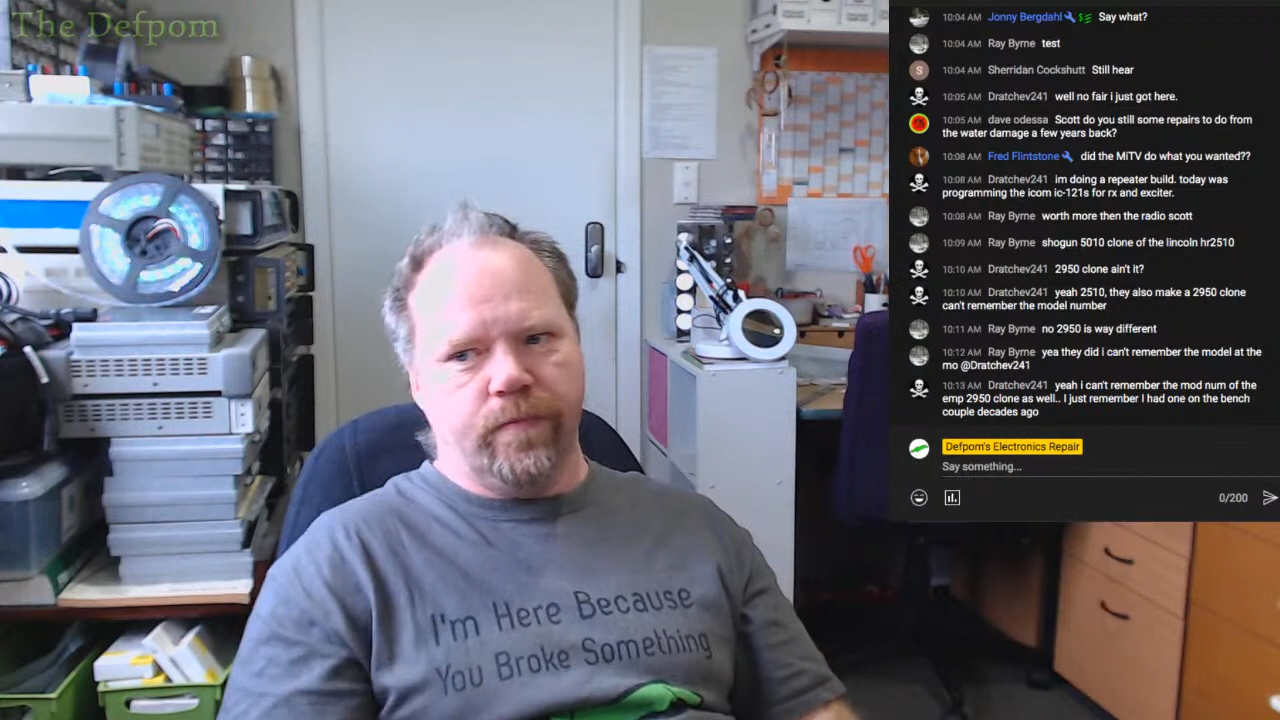 The Defpom
10:04 AM Jonny Bergdahl Say what?
10:04 AM Ray Byrne test
S
10:04 AM Sherridan Cockshutt Still hear
10:05 AM Dratchev241 well no fair i just got here.
10:05 AM dave odessa Scott do you still some repairs to do from
the water damage a few years back?
10:08 AM Fred Flintstone did the MiTV do what you wanted??
10:08 AM Dratchev241 im doing a repeater build. today was
programming the icom ic-121s for rx and exciter.
10:08 AM Ray Byrne worth more then the radio scott
10:09 AM Ray Byrne shogun 5010 clone of the lincoln hr2510
10:10 AM Dratchev241 2950 clone ain't it?
10:10 AM Dratchev241 yeah 2510, they also make a 2950 clone
can't remember the model number
10:11 AM Ray Byrne no 2950 is way different
10:12 AM Ray Byrne yea they did i can't remember the model at the
mo @Dratchev241
10:13 AM Dratchev241 yeah i can't remember the mod num of the
emp 2950 clone as well.. I just remember I had one on the bench
couple decades ago
Defpom's Electronics Repair
Say something...
0/200
I'm Here Because
You Broke Something